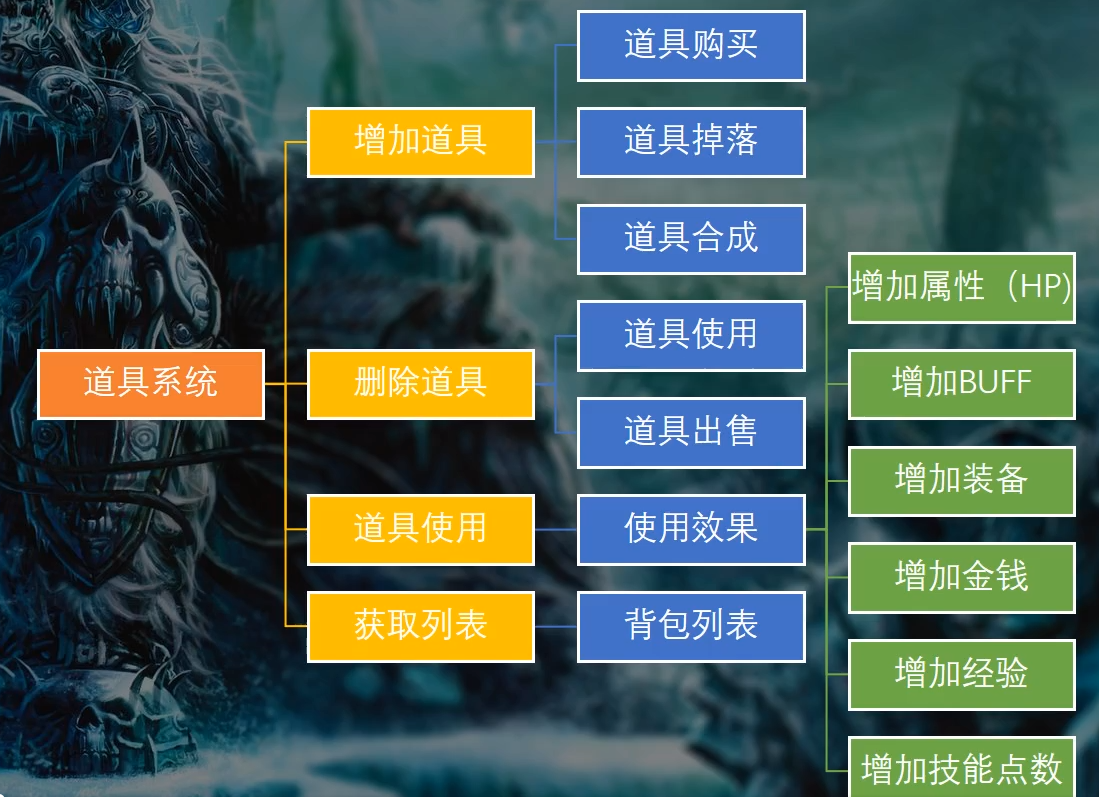 道具系统
增加道具
道具购买
道具掉落
道具合成
删除道具
道具使用
道具出售
道具使用
使用效果
增加属性（HP)
增加BUFF
增加装备
增加金钱
增加经验
增加技能点数
获取列表
背包列表